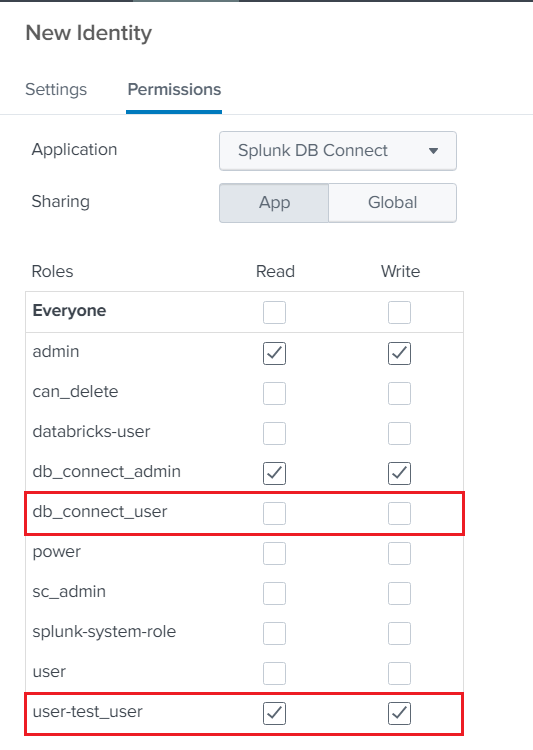 New Identity
Settings Permissions
Application Splunk DB Connect
Sharing App Global
Roles Read Write
Everyone
admin
can_delete
databricks-user
db_connect_admin
db_connect_user
power
sc_admin
splunk-system-role
user
user-test_user